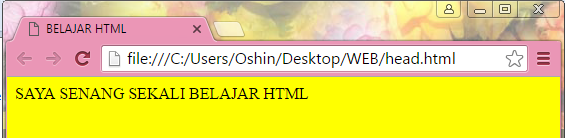 BELAJAR HTML
file:///C:/Users/Oshin/Desktop/WEB/head.html
SAYA SENANG SEKALI BELAJAR HTML